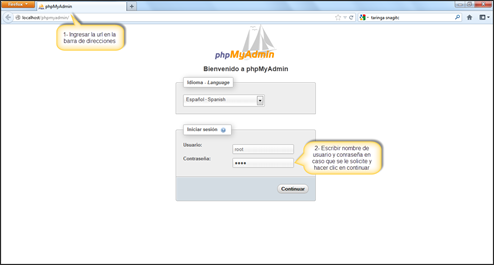 Firefox
phpMyAdmin
localhost/phpmyadmin/
taringa snagitc
1- Ingresar la url en la
barra de direcciones
phpMyAdmin
Bienvenido a phpMyAdmin
Idioma - Language
Español - Spanish
Iniciar sesión
Usuario:
root
Contraseña:
••••
2- Escribir nombre de
usuario y contraseña en
caso que se le solicite y
hacer clic en continuar
Continuar